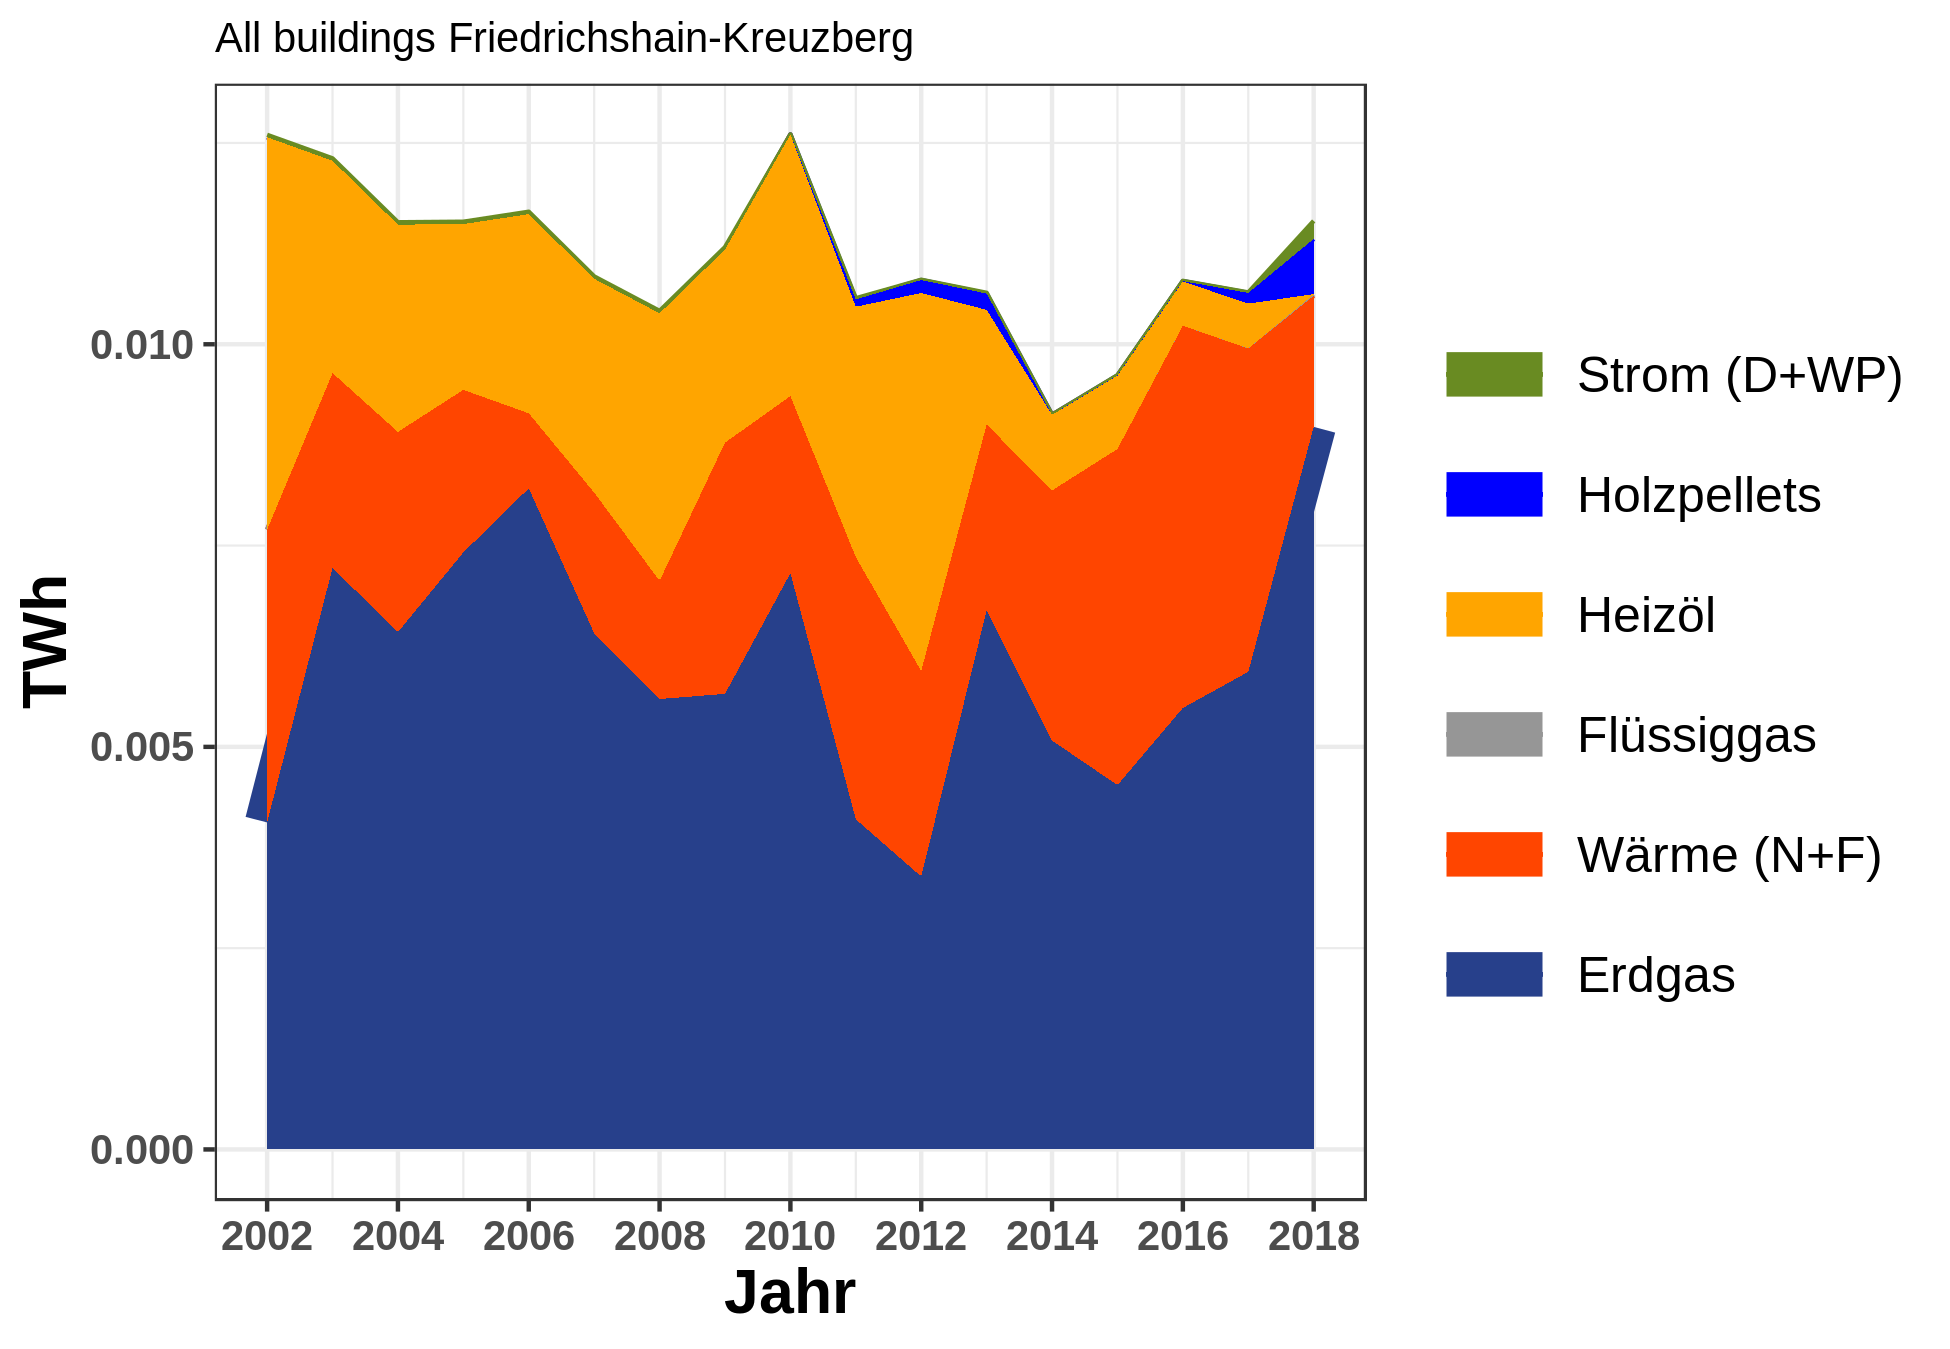 All buildings Friedrichshain-Kreuzberg
TWh
0.010
0.005
0.000
2002 2004 2006 2008 2010 2012 2014 2016 2018
Jahr
Strom (D+WP)
Holzpellets
Heizöl
Flüssiggas
Wärme (N+F)
Erdgas